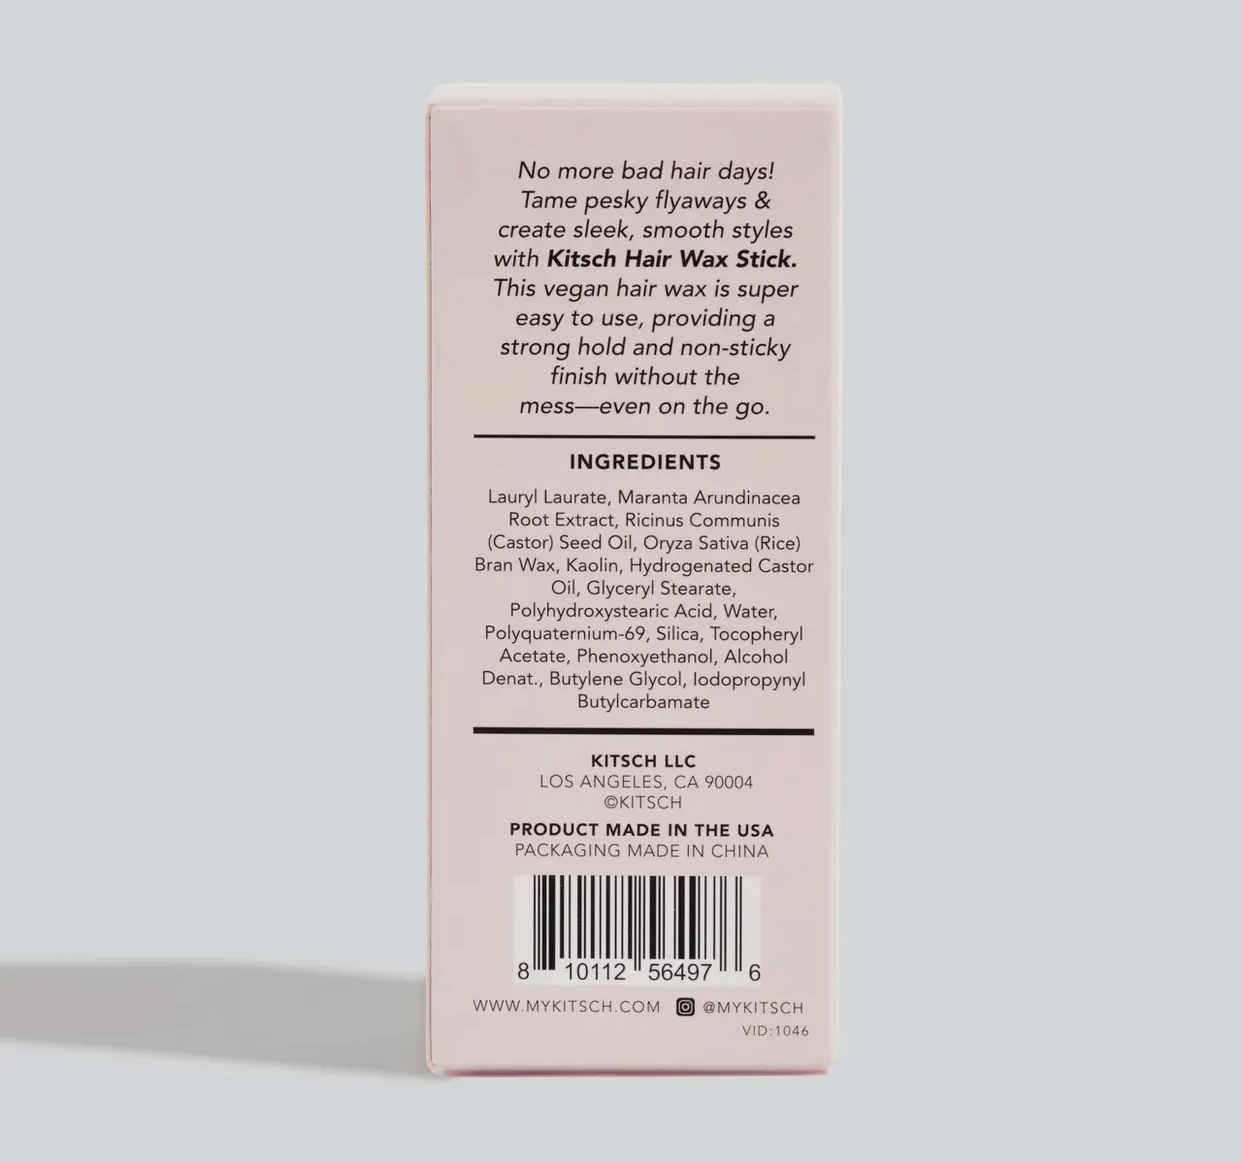 No more bad hair days!
Tame pesky flyaways &
create sleek, smooth styles
with Kitsch Hair Wax Stick.
This vegan hair wax is super
easy to use, providing a
strong hold and non-sticky
finish without the
mess—even on the go.
INGREDIENTS
Lauryl Laurate, Maranta Arundinacea
Root Extract, Ricinus Communis
(Castor) Seed Oil, Oryza Sativa (Rice)
Bran Wax, Kaolin, Hydrogenated Castor
Oil, Glyceryl Stearate,
Polyhydroxystearic Acid, Water,
Polyquaternium-69, Silica, Tocopheryl
Acetate, Phenoxyethanol, Alcohol
Denat., Butylene Glycol, Iodopropynyl
Butylcarbamate
KITSCH LLC
LOS ANGELES, CA 90004
©KITSCH
PRODUCT MADE IN THE USA
PACKAGING MADE IN CHINA
8 10112 56497 6
WWW.MYKITSCH.COM @MYKITSCH
VID:1046